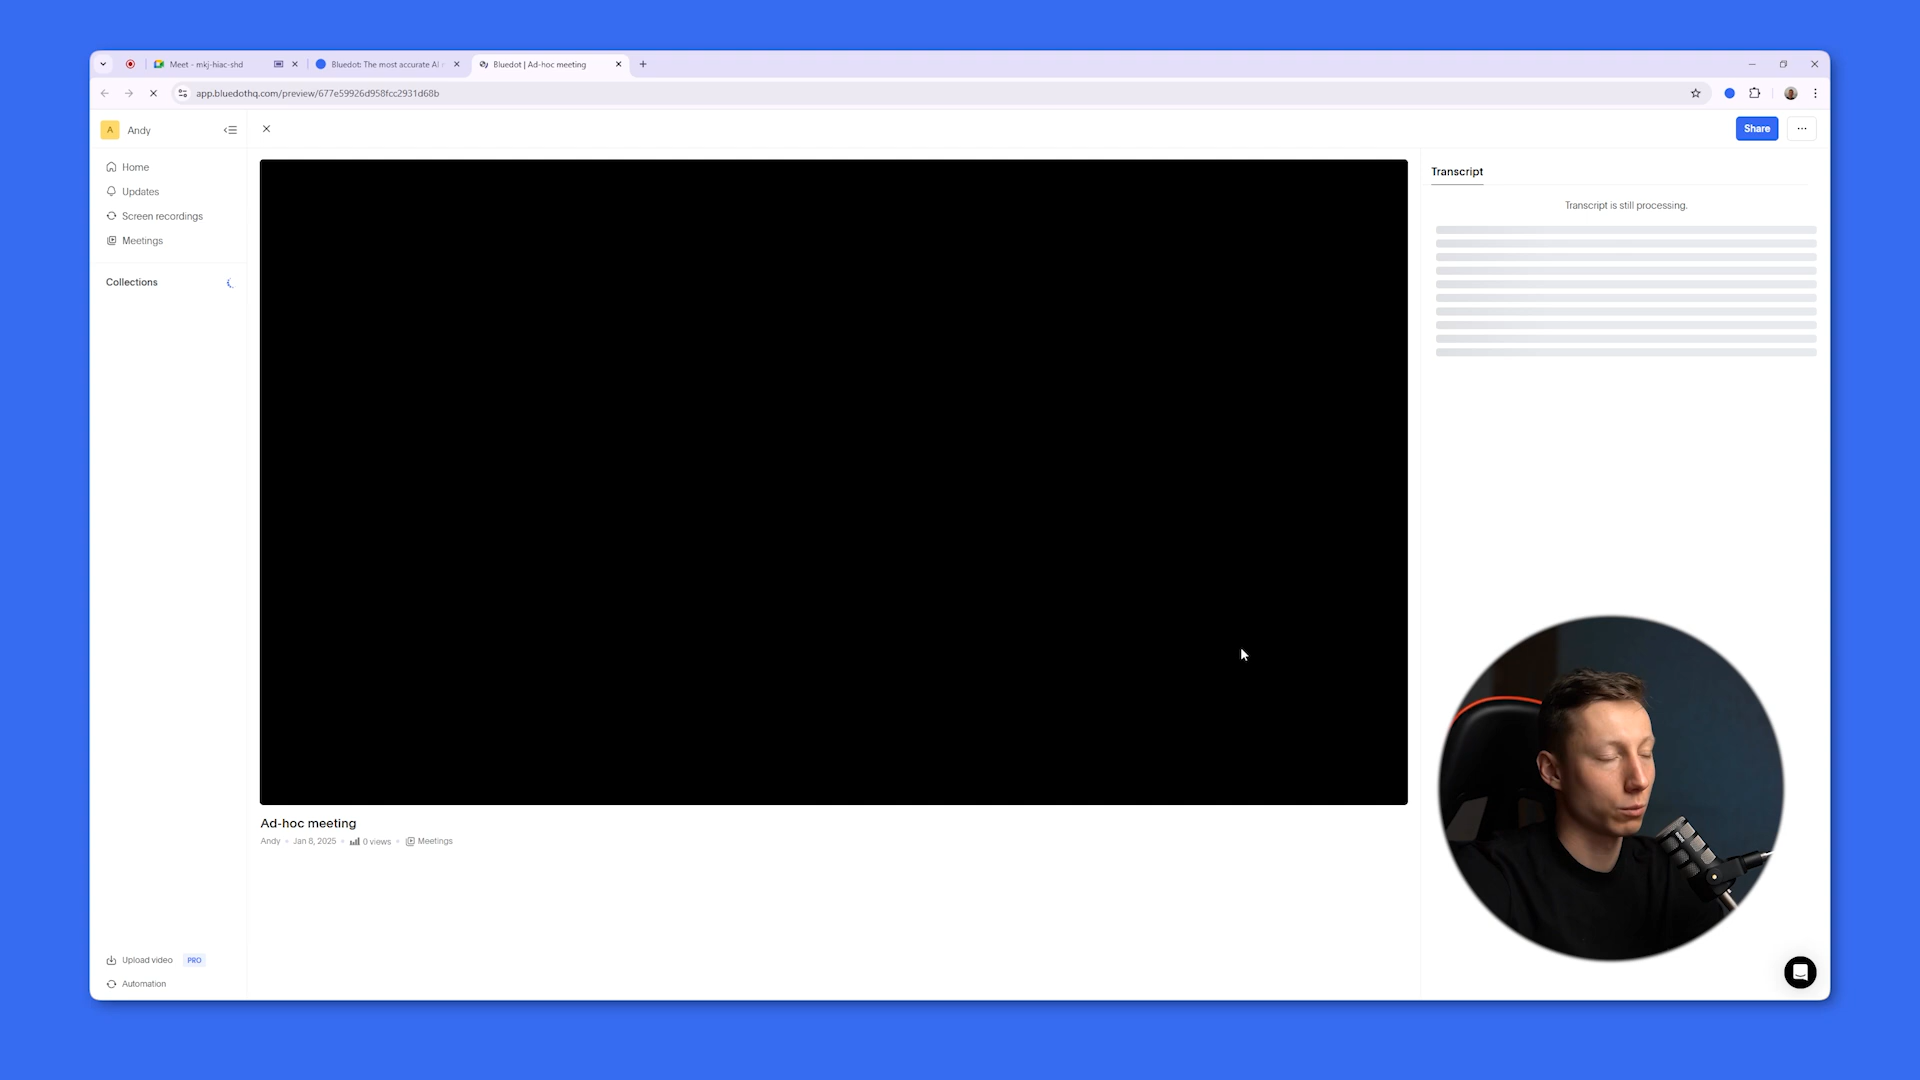 Meet - mkj-hiac-shd
Bluedot: The most accurate AI
Bluedot | Ad-hoc meeting
app.bluedothq.com/preview/677e59926d958fcc2931d68b
A Andy
Share
Home
Updates
Screen recordings
Meetings
Collections
Transcript
Transcript is still processing.
Ad-hoc meeting
Andy • Jan 8, 2025 • 0 views • Meetings
Upload video PRO
Automation